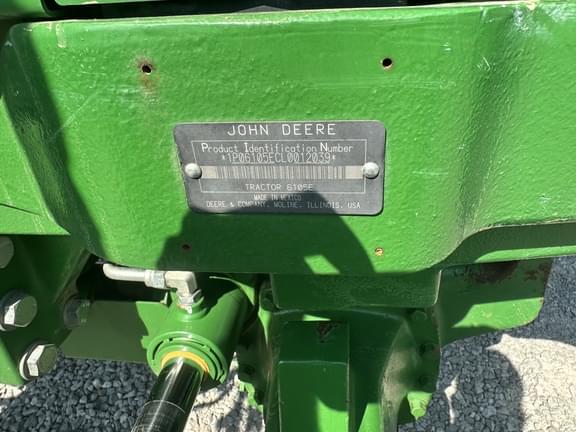 JOHN DEERE
Product Identification Number
*1P06105ECL0012039*
TRACTOR 6105E
MADE IN MEXICO
DEERE & COMPANY, MOLINE, ILLINOIS, USA